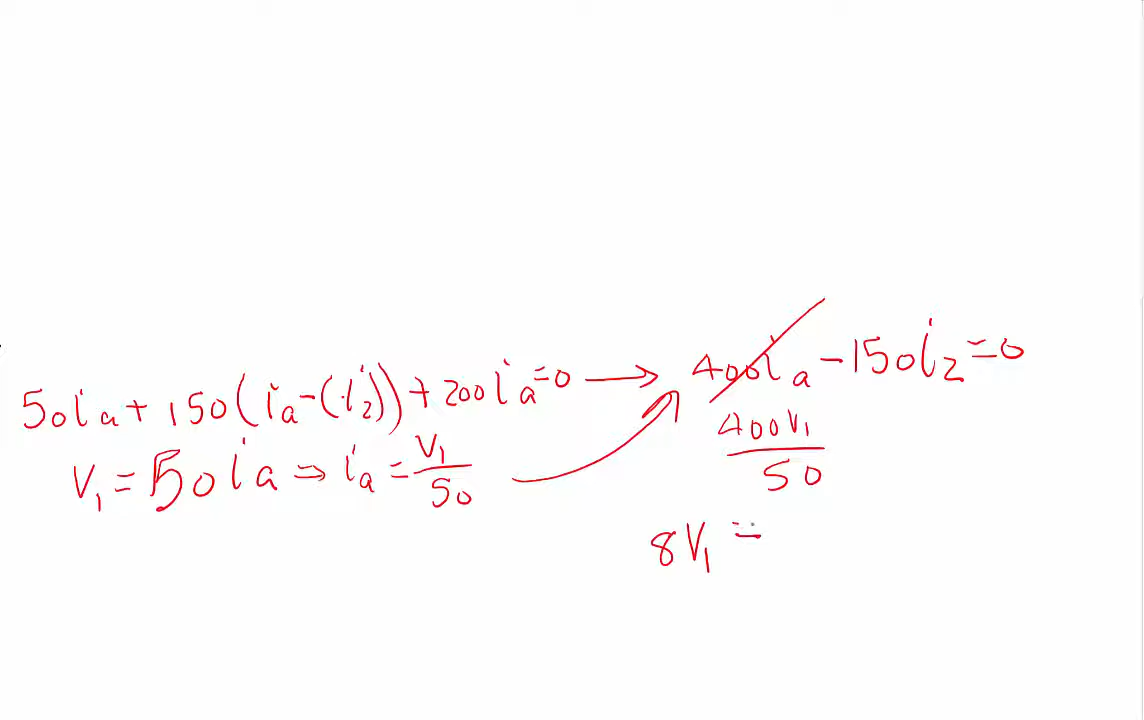 50ia + 150(ia - (-i2)) + 200ia = 0 → 400ia - 150i2 = 0
400V1
V1 = 50ia ⇒ ia = V1/50
50
8V1 =